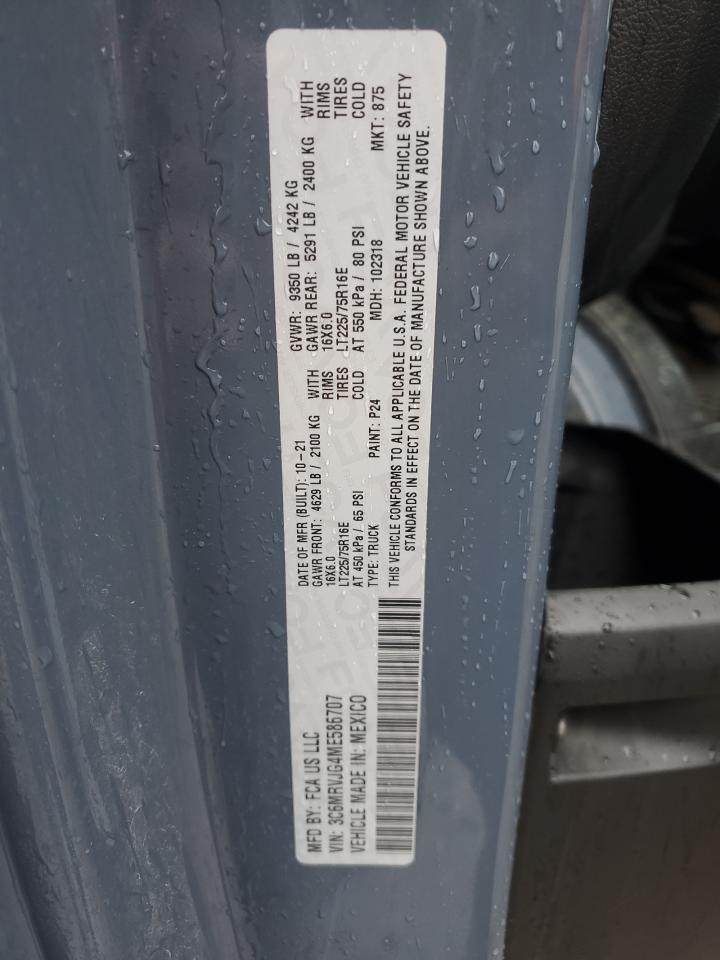 MFD BY: FCA US LLC
VIN: 3C6MRVJG4ME586707
VEHICLE MADE IN: MEXICO
DATE OF MFR (BUILT): 10-21
GAWR FRONT: 4629 LB / 2100 KG WITH
16X6.0 RIMS
LT225/75R16E TIRES
AT 450 kPa / 65 PSI COLD
GVWR: 9350 LB / 4242 KG
GAWR REAR: 5291 LB / 2400 KG WITH
16X6.0 RIMS
LT225/75R16E TIRES
AT 550 kPa / 80 PSI COLD
TYPE: TRUCK PAINT: P24 MDH: 102318 MKT: 875
THIS VEHICLE CONFORMS TO ALL APPLICABLE U.S.A. FEDERAL MOTOR VEHICLE SAFETY
STANDARDS IN EFFECT ON THE DATE OF MANUFACTURE SHOWN ABOVE.